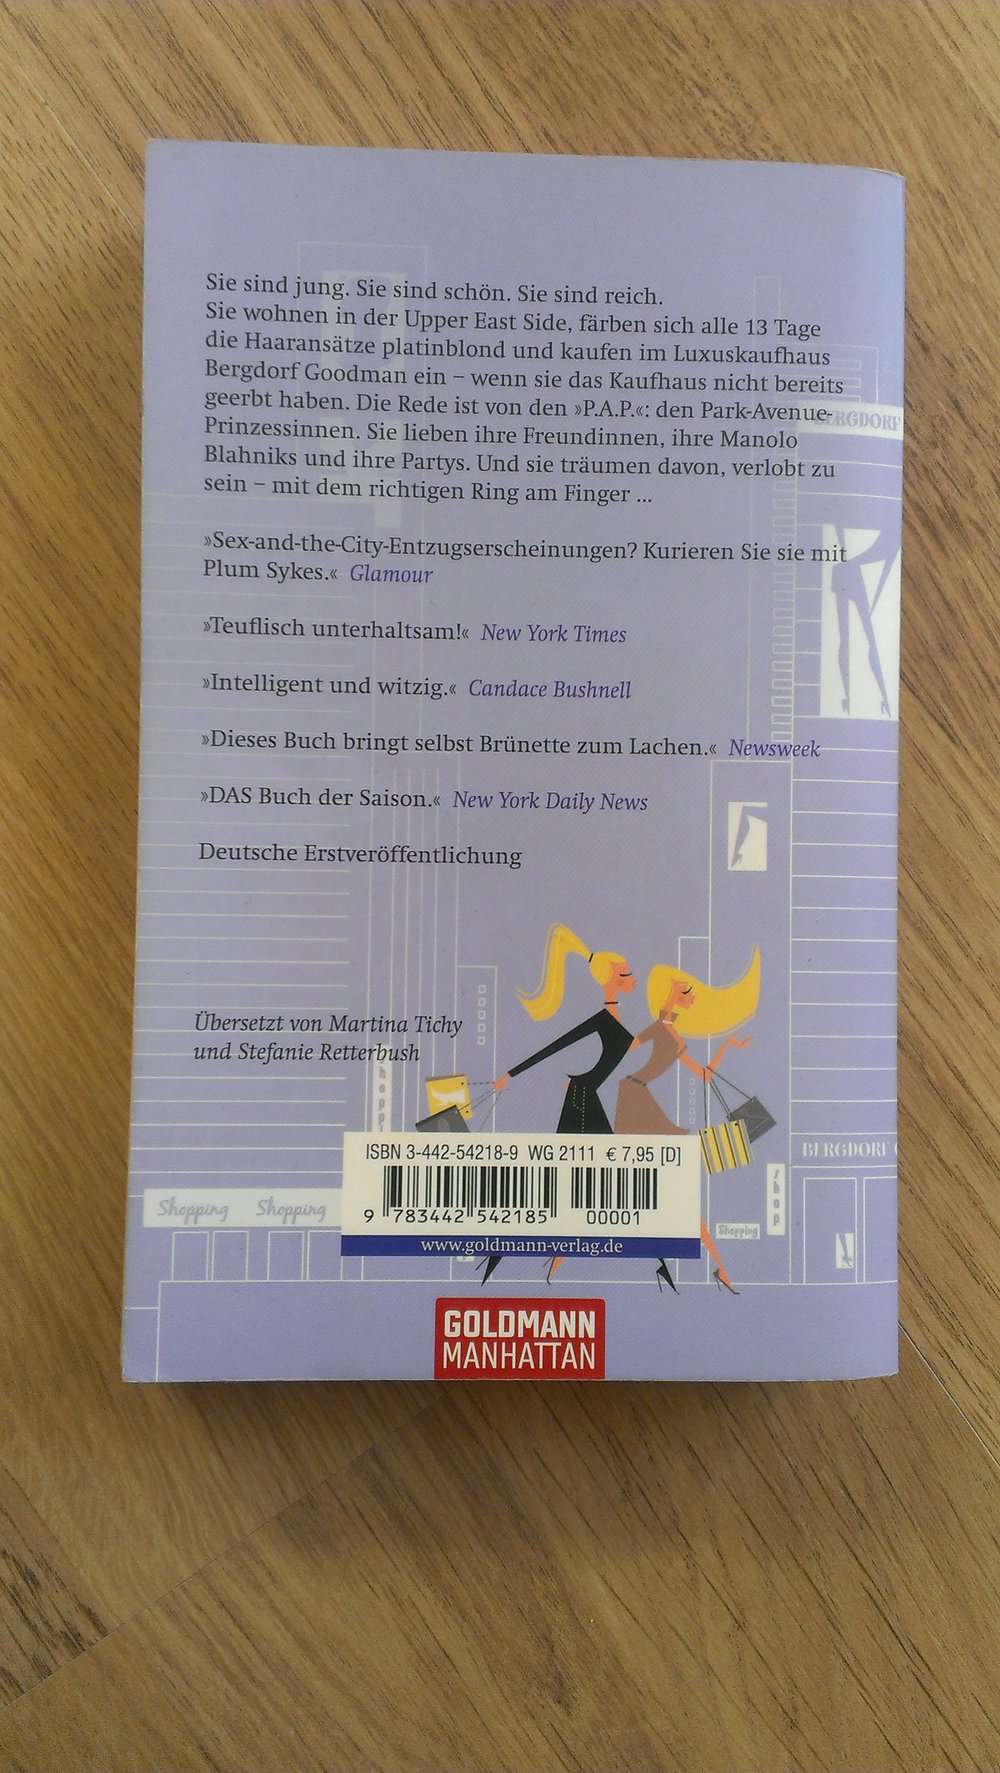 Sie sind jung. Sie sind schön. Sie sind reich.
Sie wohnen in der Upper East Side, färben sich alle 13 Tage
die Haaransätze platinblond und kaufen im Luxuskaufhaus
Bergdorf Goodman ein – wenn sie das Kaufhaus nicht bereits
geerbt haben. Die Rede ist von den »P.A.P.«: den Park-Avenue-
Prinzessinnen. Sie lieben ihre Freundinnen, ihre Manolo
Blahniks und ihre Partys. Und sie träumen davon, verlobt zu
sein – mit dem richtigen Ring am Finger ...
BERGDORF
»Sex-and-the-City-Entzugserscheinungen? Kurieren Sie sie mit
Plum Sykes.« Glamour
»Teuflisch unterhaltsam!« New York Times
»Intelligent und witzig.« Candace Bushnell
»Dieses Buch bringt selbst Brünette zum Lachen.« Newsweek
»DAS Buch der Saison.« New York Daily News
Deutsche Erstveröffentlichung
Übersetzt von Martina Tichy
und Stefanie Retterbush
BERGDORF
shop
Shopping Shopping
Shopping
ISBN 3-442-54218-9 WG 2111 € 7,95 [D]
9 783442 542185 00001
www.goldmann-verlag.de
GOLDMANN
MANHATTAN